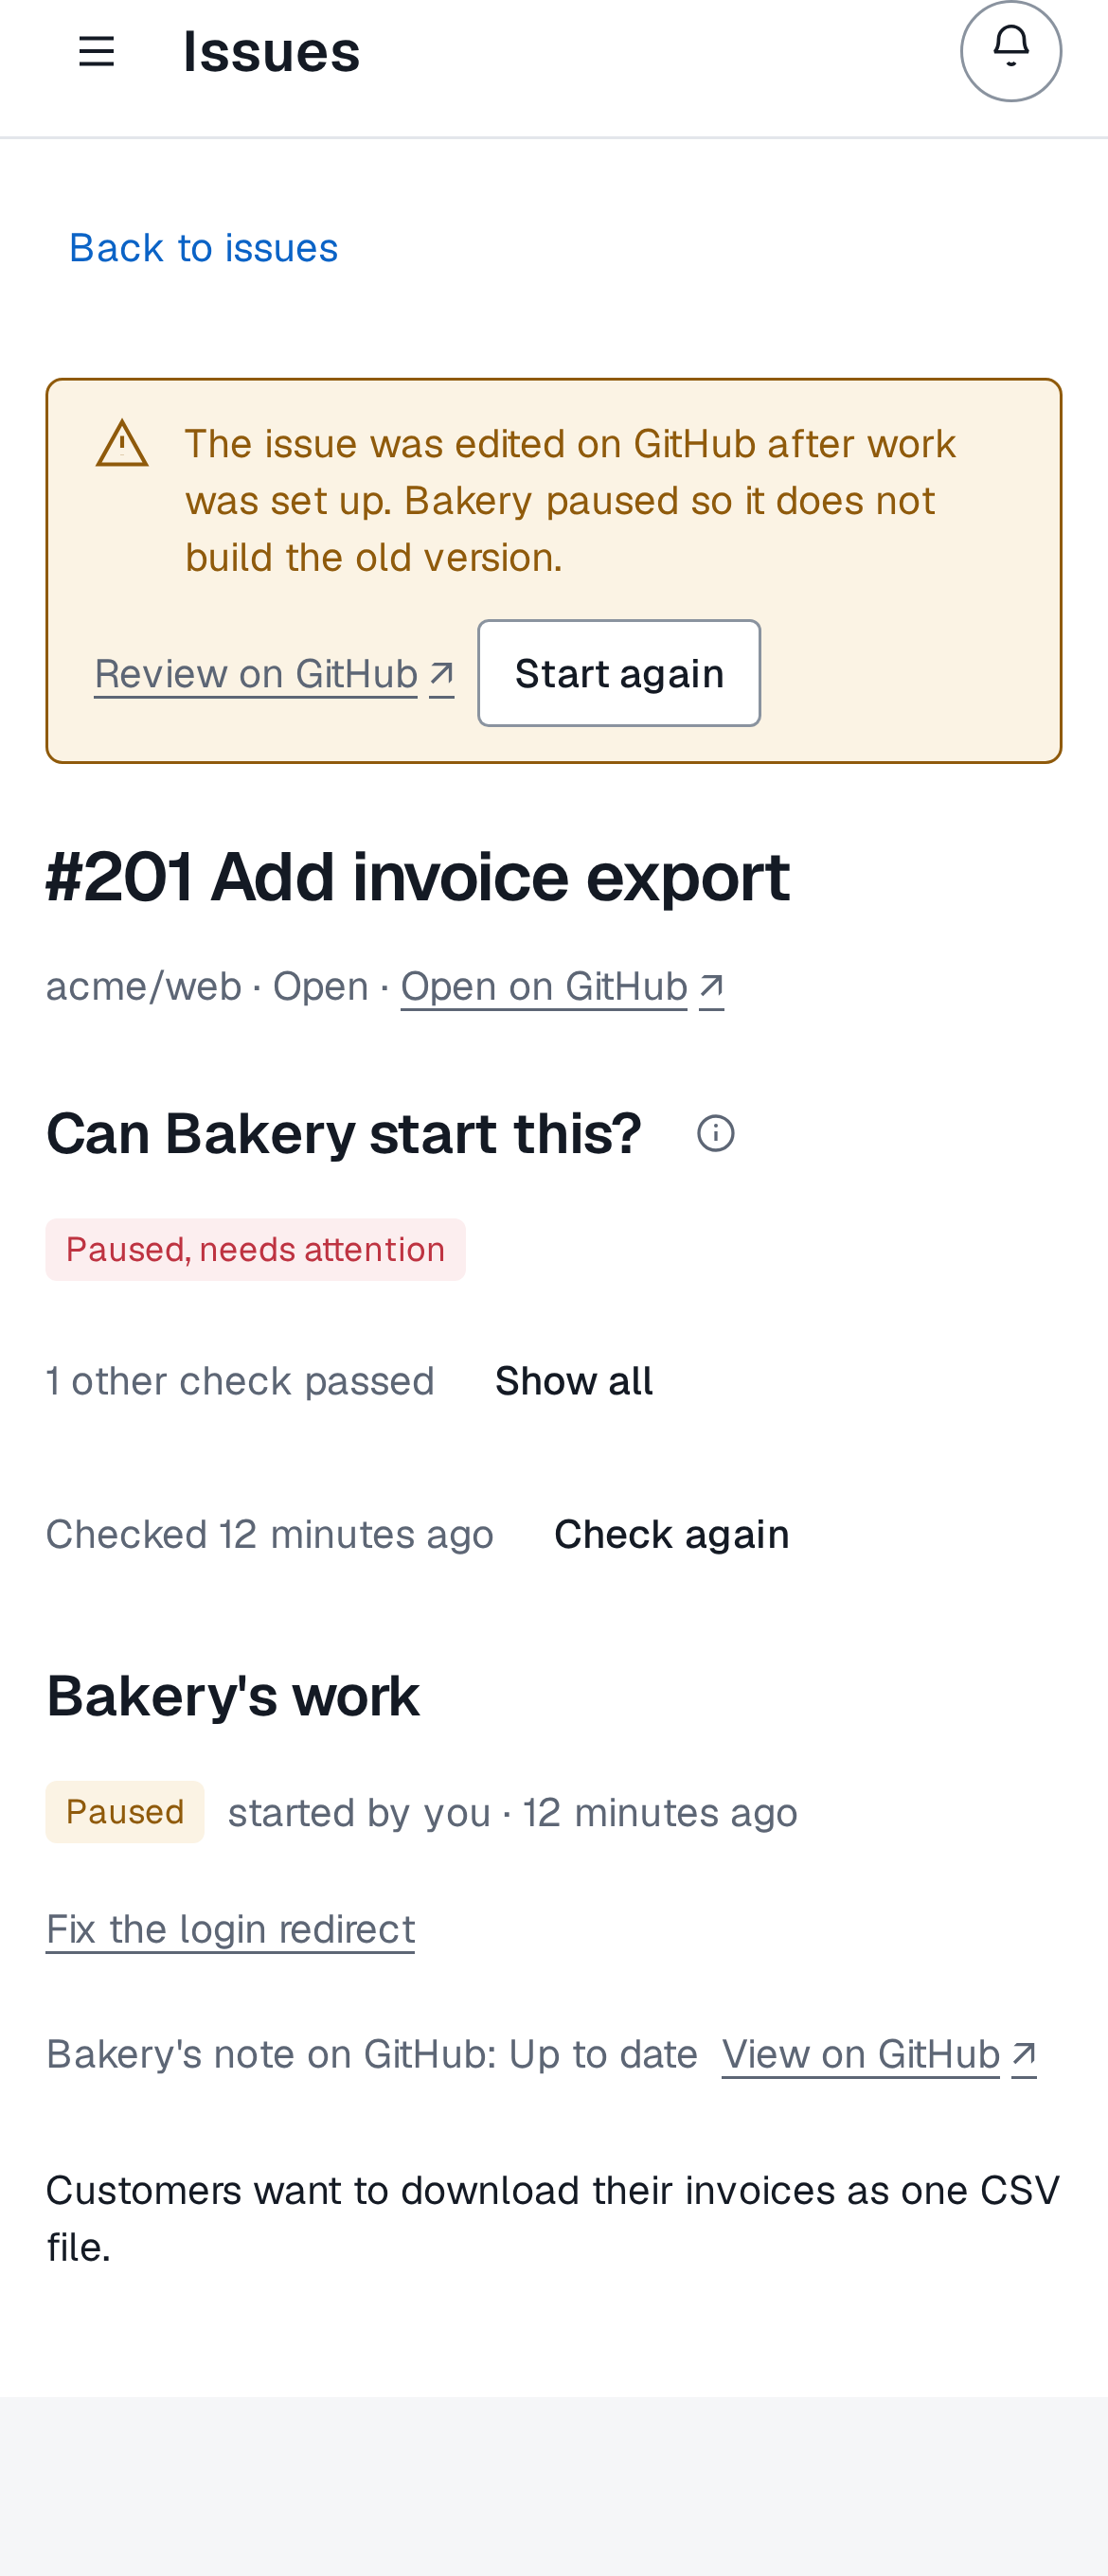 Issues
Back to issues
The issue was edited on GitHub after work
was set up. Bakery paused so it does not
build the old version.
Review on GitHub ↗ Start again
#201 Add invoice export
acme/web · Open · Open on GitHub ↗
Can Bakery start this?
Paused, needs attention
1 other check passed Show all
Checked 12 minutes ago Check again
Bakery's work
Paused started by you · 12 minutes ago
Fix the login redirect
Bakery's note on GitHub: Up to date View on GitHub ↗
Customers want to download their invoices as one CSV
file.